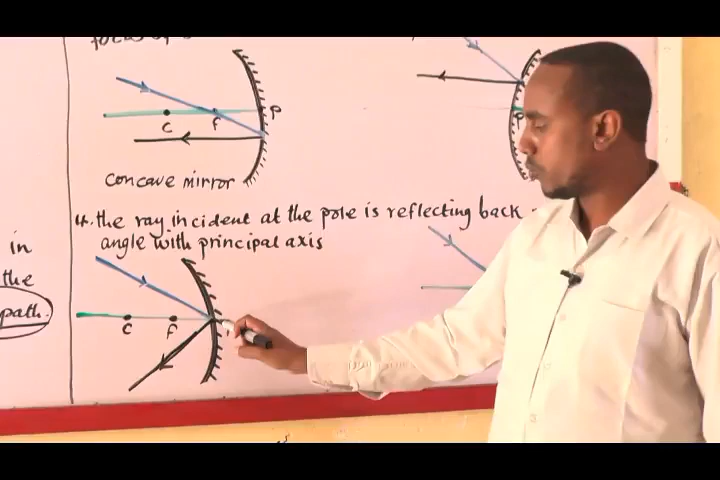 focus
P
C
F
P
concave mirror
4. the ray incident at the pole is reflecting back
angle with principal axis
in
the
path.
C
F